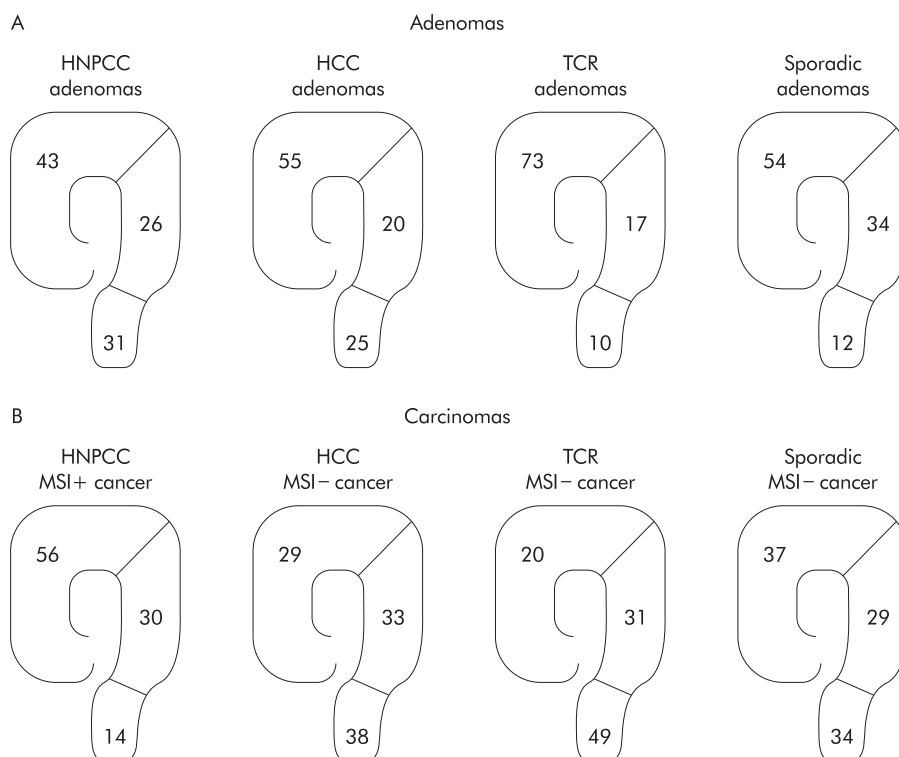 A
Adenomas
HNPCC
adenomas
HCC
adenomas
TCR
adenomas
Sporadic
adenomas
43
55
73
54
26
20
17
34
31
25
10
12
B
Carcinomas
HNPCC
MSI+ cancer
HCC
MSI− cancer
TCR
MSI− cancer
Sporadic
MSI− cancer
56
29
20
37
30
33
31
29
14
38
49
34